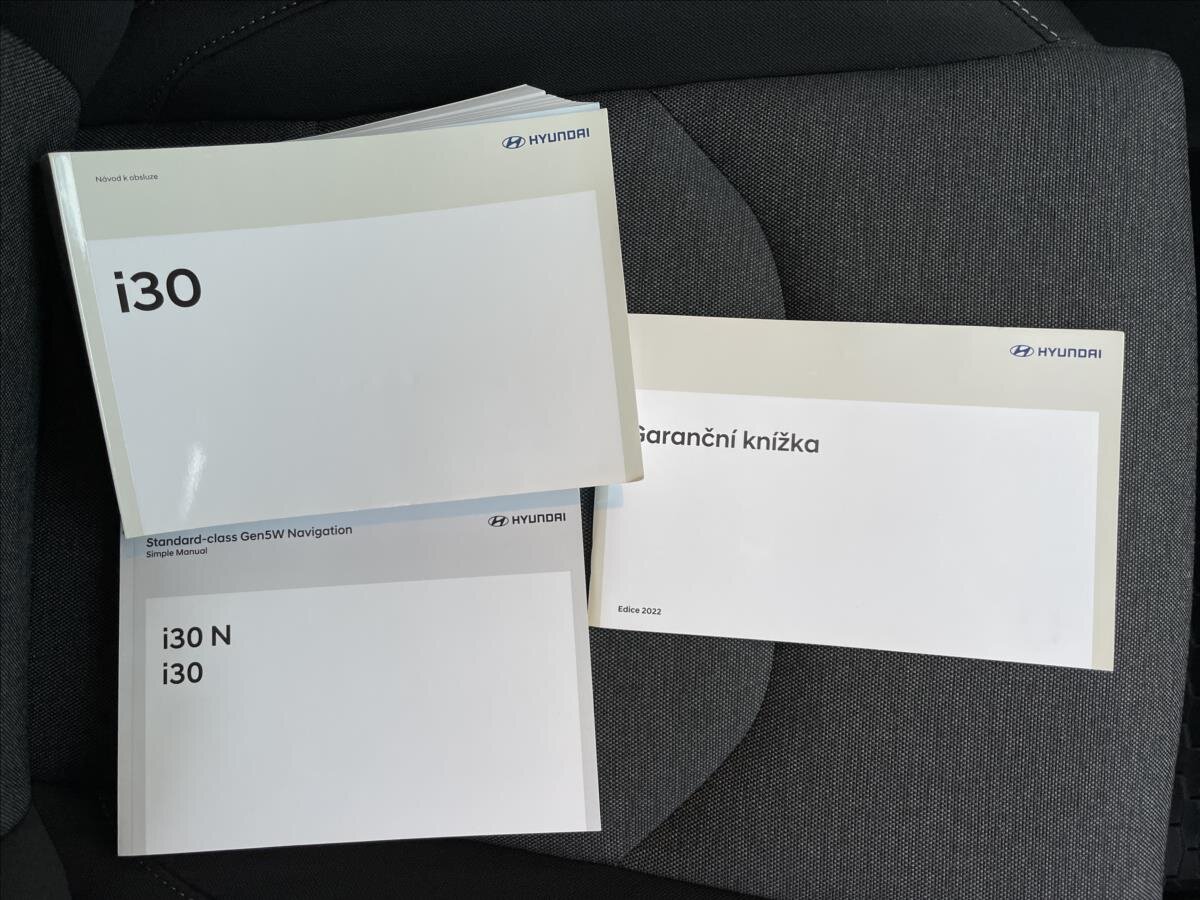 HYUNDAI
Návod k obsluze
i30
HYUNDAI
Garanční knížka
Edice 2022
Standard-class Gen5W Navigation
HYUNDAI
Simple Manual
i30 N
i30